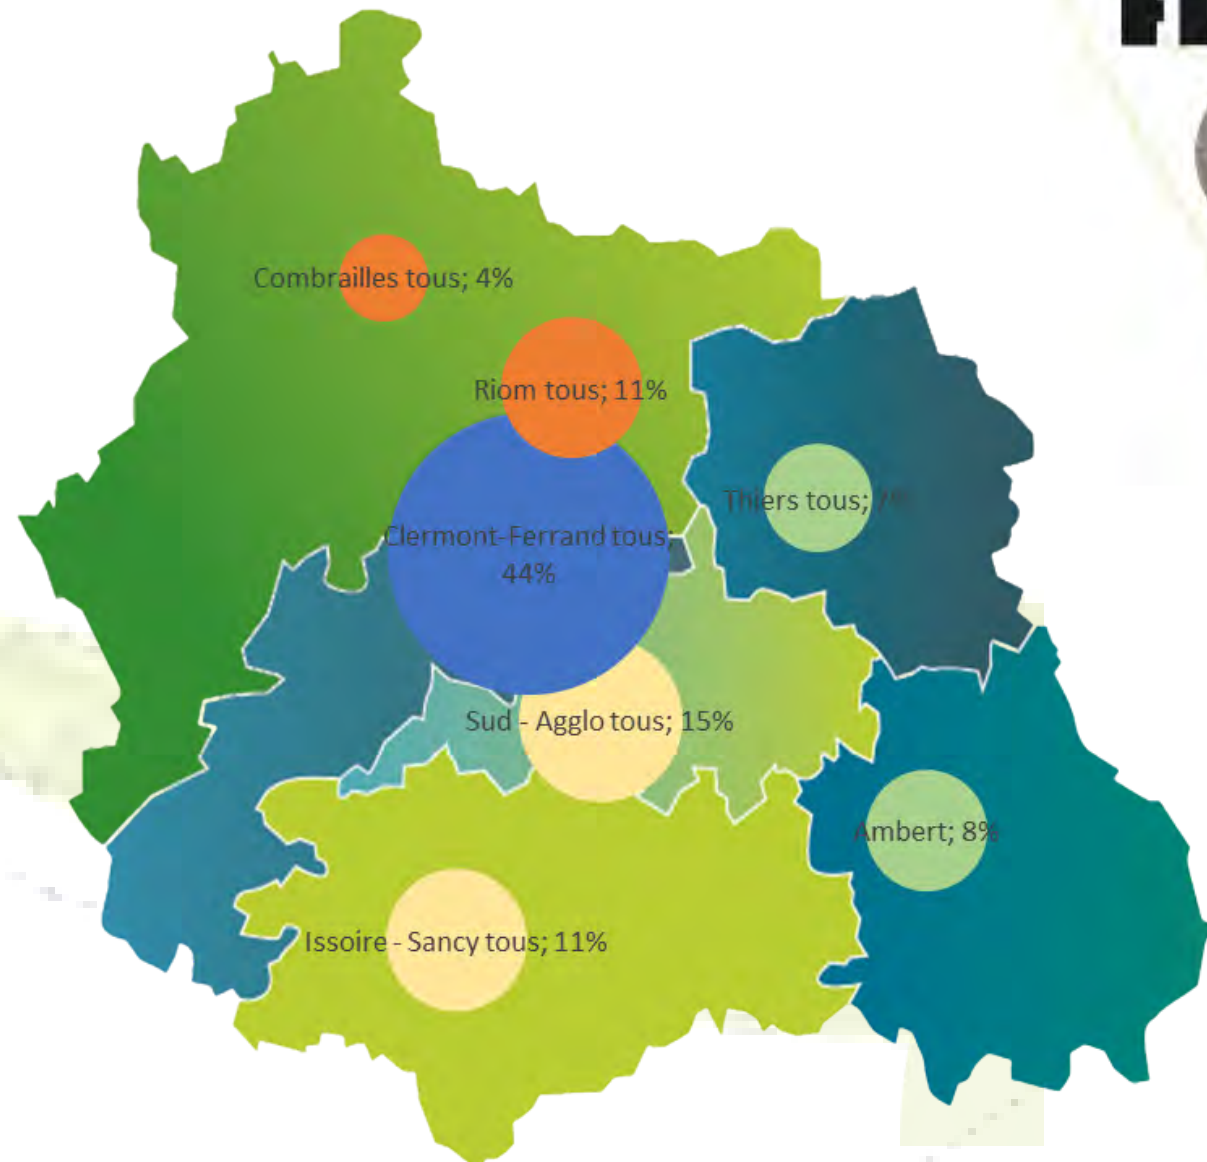 Combrailles tous; 4%
Riom tous; 11%
Thiers tous; 7%
Clermont-Ferrand tous;
44%
Sud - Agglo tous; 15%
Ambert; 8%
Issoire - Sancy tous; 11%